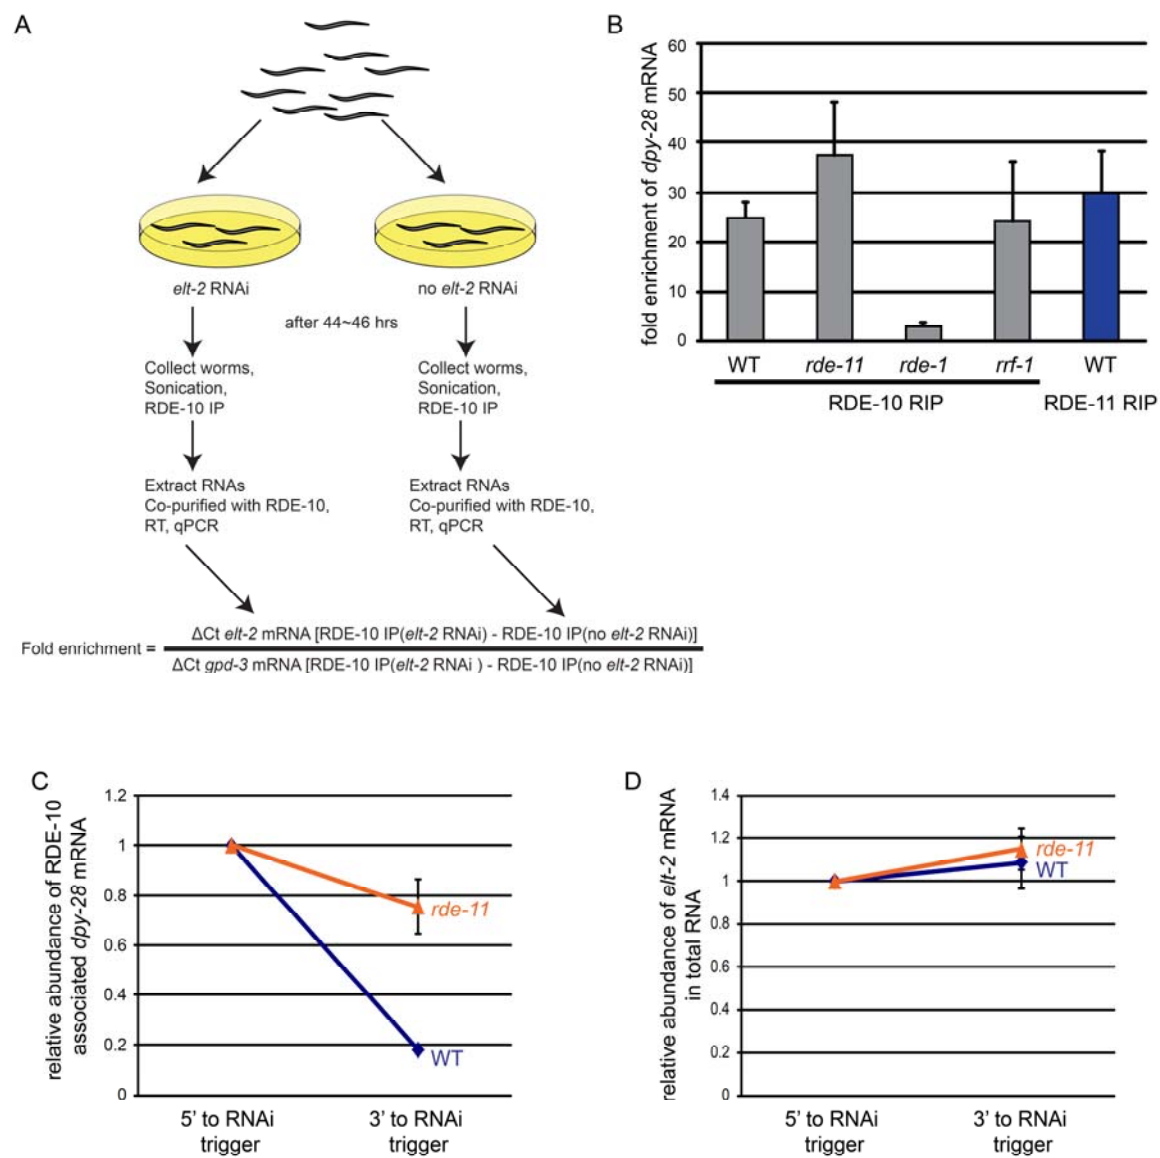 A
elt-2 RNAi
no elt-2 RNAi
after 44~46 hrs
Collect worms,
Sonication,
RDE-10 IP
Collect worms,
Sonication,
RDE-10 IP
Extract RNAs
Co-purified with RDE-10,
RT, qPCR
Extract RNAs
Co-purified with RDE-10,
RT, qPCR
Fold enrichment =
ΔCt elt-2 mRNA [RDE-10 IP(elt-2 RNAi) - RDE-10 IP(no elt-2 RNAi)]
ΔCt gpd-3 mRNA [RDE-10 IP(elt-2 RNAi ) - RDE-10 IP(no elt-2 RNAi)]
B
fold enrichment of dpy-28 mRNA
60
50
40
30
20
10
0
WT rde-11 rde-1 rrf-1 WT
RDE-10 RIP RDE-11 RIP
C
relative abundance of RDE-10
associated dpy-28 mRNA
1.2
1
0.8
0.6
0.4
0.2
0
rde-11
WT
5' to RNAi
trigger
3' to RNAi
trigger
D
relative abundance of elt-2 mRNA
in total RNA
1.4
1.2
1
0.8
0.6
0.4
0.2
0
rde-11
WT
5' to RNAi
trigger
3' to RNAi
trigger